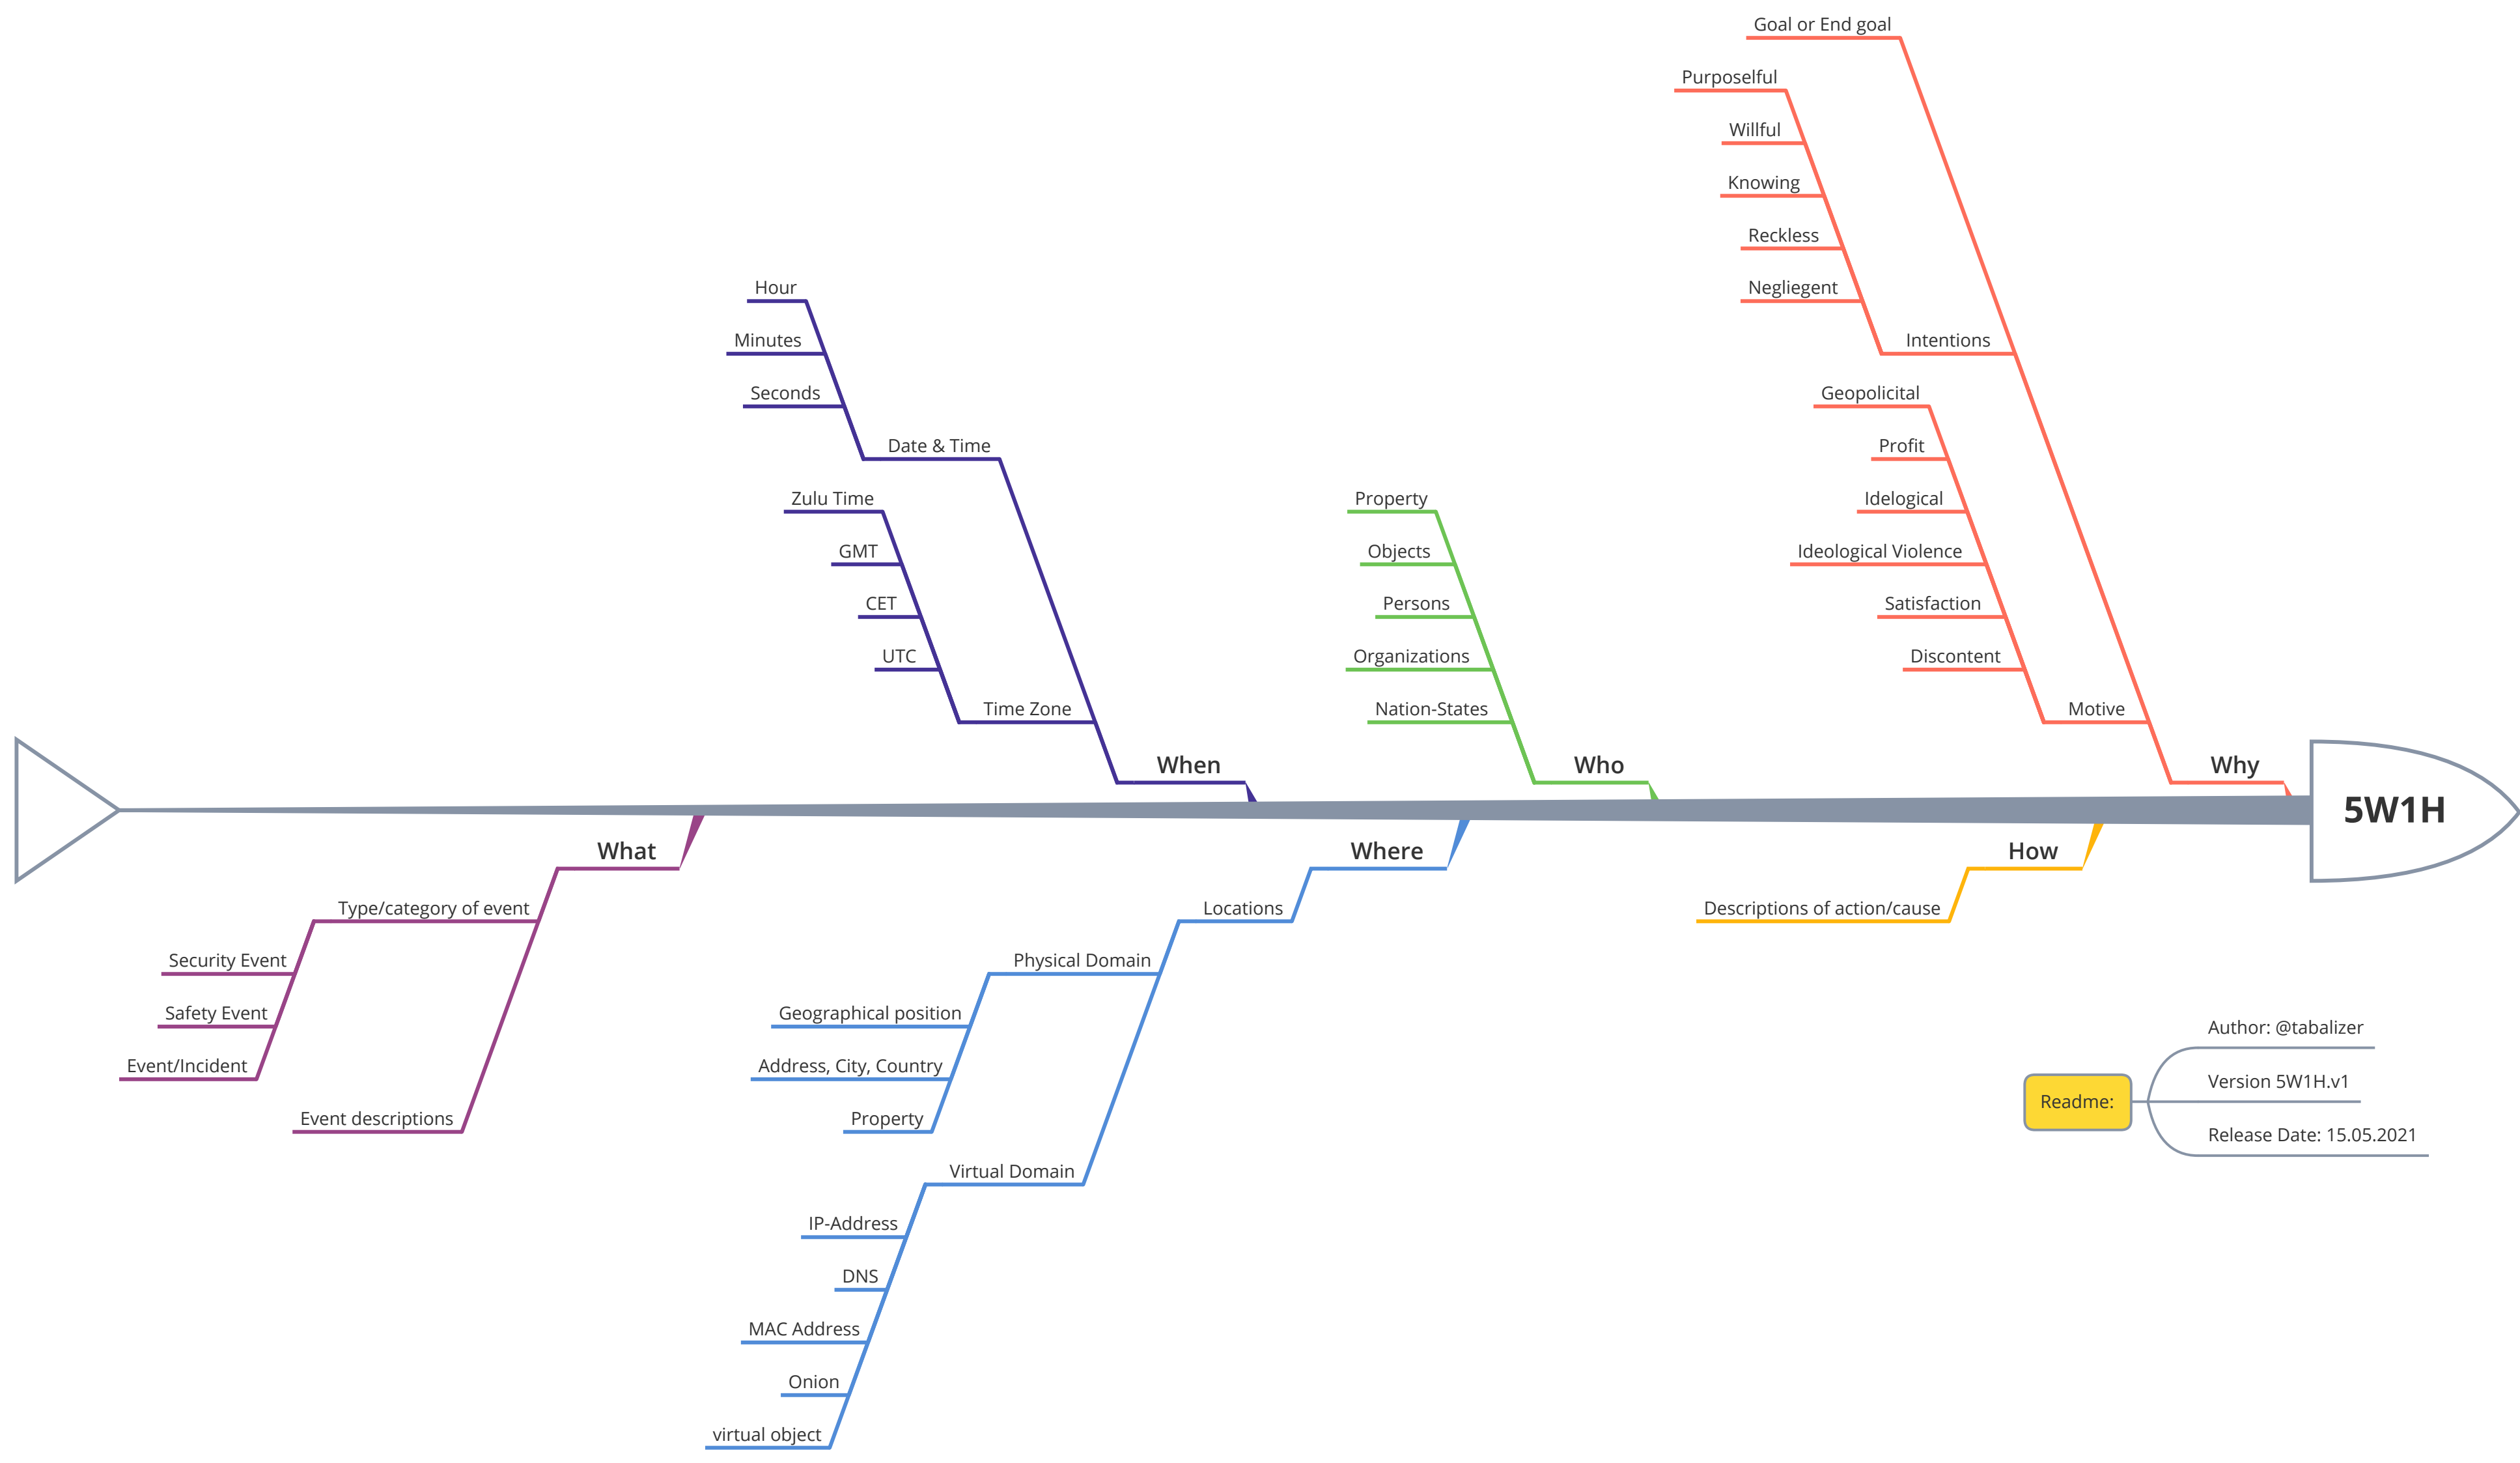 Goal or End goal
Purposelful
Willful
Knowing
Reckless
Negliegent
Intentions
Geopolicital
Profit
Idelogical
Ideological Violence
Satisfaction
Discontent
Motive
Why
Hour
Minutes
Seconds
Date & Time
Zulu Time
GMT
CET
UTC
Time Zone
When
Property
Objects
Persons
Organizations
Nation-States
Who
5W1H
What
Type/category of event
Security Event
Safety Event
Event/Incident
Event descriptions
Where
Locations
Physical Domain
Geographical position
Address, City, Country
Property
Virtual Domain
IP-Address
DNS
MAC Address
Onion
virtual object
How
Descriptions of action/cause
Readme:
Author: @tabalizer
Version 5W1H.v1
Release Date: 15.05.2021